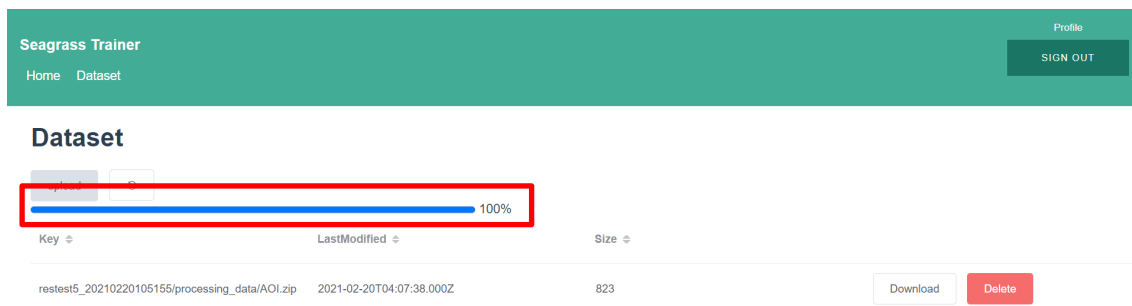 Profile
Seagrass Trainer
SIGN OUT
Home Dataset
Dataset
upload
100%
Key LastModified Size
restest5_20210220105155/processing_data/AOI.zip 2021-02-20T04:07:38.000Z 823 Download Delete